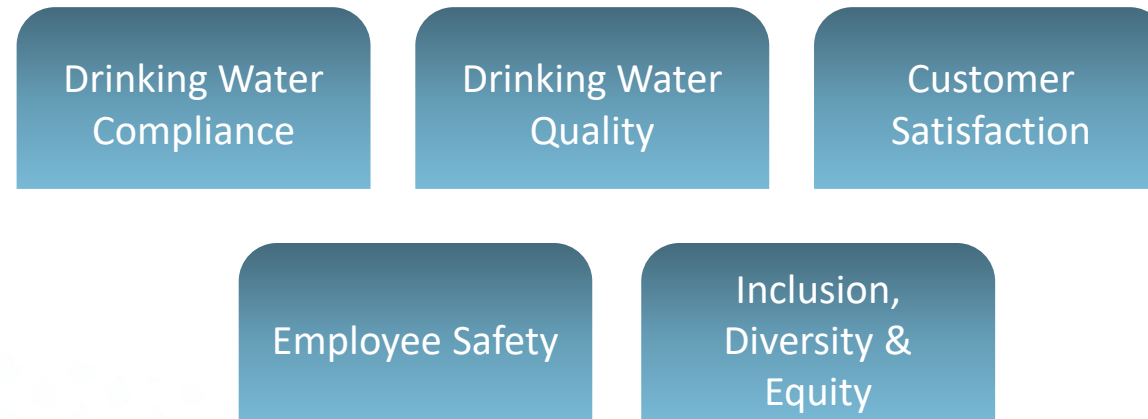 Drinking Water
Compliance
Drinking Water
Quality
Customer
Satisfaction
Employee Safety
Inclusion,
Diversity &
Equity